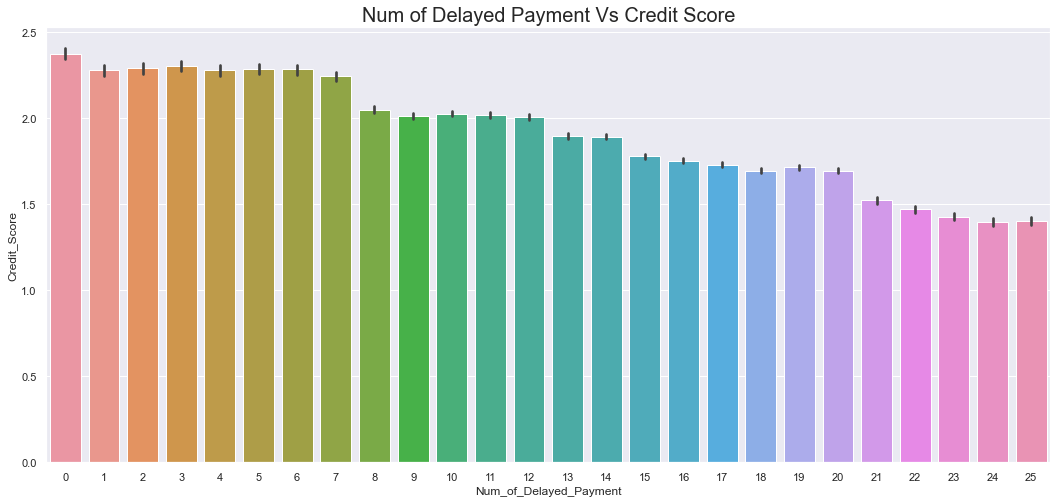 Num of Delayed Payment Vs Credit Score
2.5
2.0
1.5
1.0
0.5
0.0
Credit_Score
0 1 2 3 4 5 6 7 8 9 10 11 12 13 14 15 16 17 18 19 20 21 22 23 24 25
Num_of_Delayed_Payment